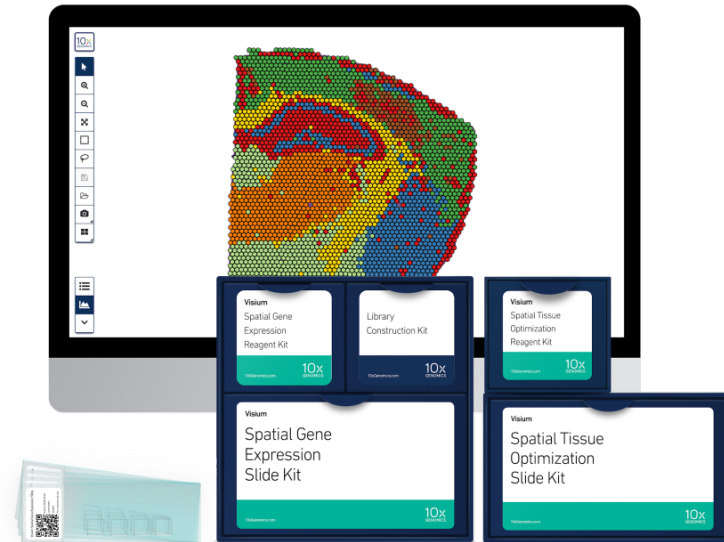 10x
GENOMICS
Visium
Spatial Gene
Expression
Reagent Kit
10xGenomics.com
10x
GENOMICS
Library
Construction Kit
10xGenomics.com
10x
GENOMICS
Visium
Spatial Tissue
Optimization
Reagent Kit
10xGenomics.com
10x
GENOMICS
Visium
Spatial Gene
Expression
Slide Kit
10xGenomics.com
10x
GENOMICS
Visium
Spatial Tissue
Optimization
Slide Kit
10xGenomics.com
10x
GENOMICS